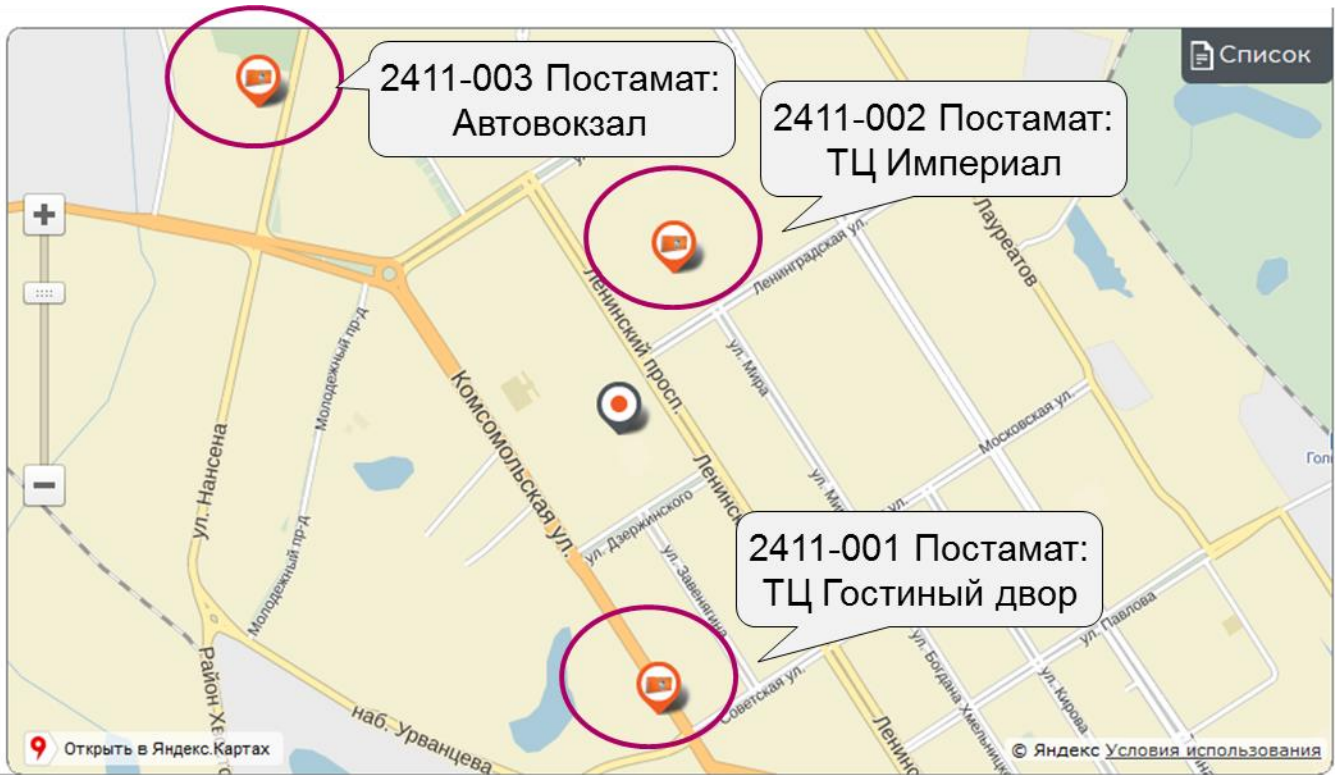 Список
2411-003 Постамат:
Автовокзал
2411-002 Постамат:
ТЦ Империал
Лауреатов
Ленинградская ул.
Ленинский просп.
Молодежный пр-д
ул. Мира
Комсомольская ул.
Московская ул.
ул. Нансена
ул. Дзержинского
2411-001 Постамат:
ТЦ Гостиный двор
Молодежный пр-д
ул. Завенягина
ул. Павлова
Район
ул. Богдана
ул. Кирова
Советская ул.
наб. Урванцева
Открыть в Яндекс.Картах
© Яндекс Условия использования